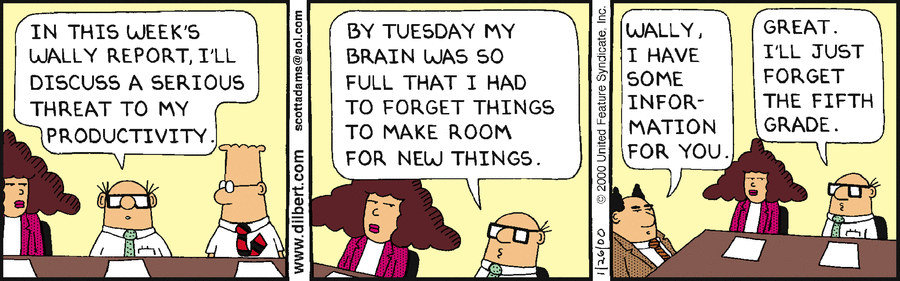 IN THIS WEEK'S
WALLY REPORT, I'LL
DISCUSS A SERIOUS
THREAT TO MY
PRODUCTIVITY.
www.dilbert.com scottadams@aol.com
BY TUESDAY MY
BRAIN WAS SO
FULL THAT I HAD
TO FORGET THINGS
TO MAKE ROOM
FOR NEW THINGS.
1/26/00 © 2000 United Feature Syndicate, Inc.
WALLY,
I HAVE
SOME
INFOR-
MATION
FOR YOU.
GREAT.
I'LL JUST
FORGET
THE FIFTH
GRADE.